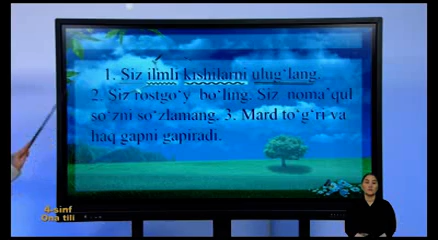 1. Siz ilmli kishilarni ulug‘lang.
2. Siz rostgo‘y bo‘ling. Siz noma’qul
so‘zni so‘zlamang. 3. Mard to‘g‘ri va
haq gapni gapiradi.
4-sinf
Ona tili